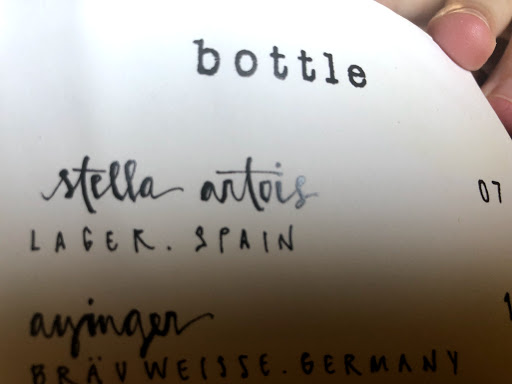 bottle
stella artois 07
LAGER. SPAIN
ayinger
BRÄUWEISSE. GERMANY